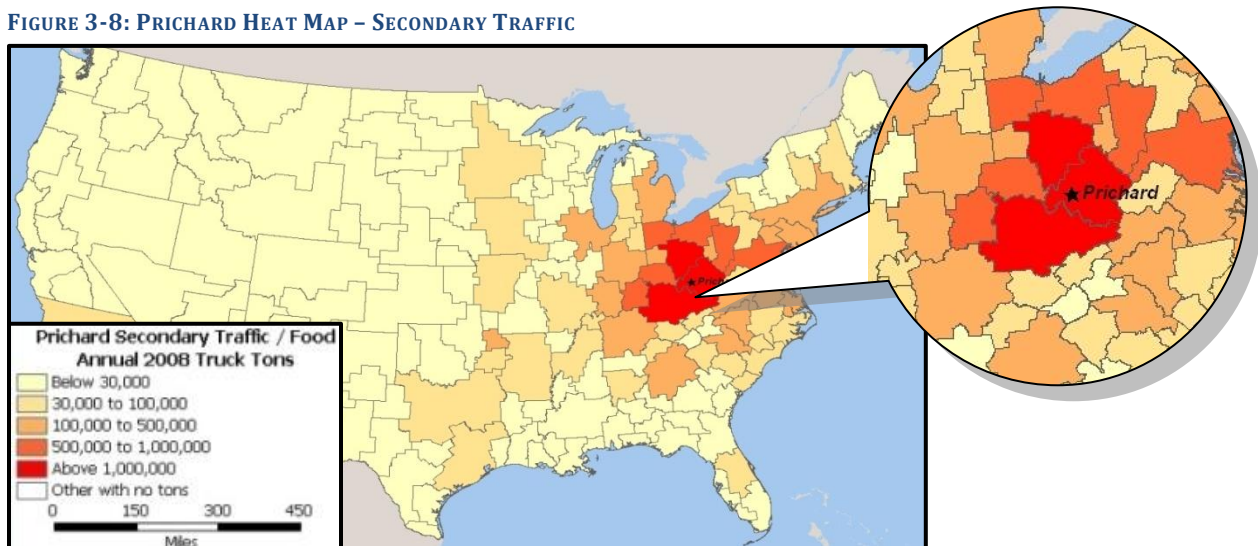 FIGURE 3-8: PRICHARD HEAT MAP – SECONDARY TRAFFIC
Prichard
Prichard Secondary Traffic / Food
Annual 2008 Truck Tons
Below 30,000
30,000 to 100,000
100,000 to 500,000
500,000 to 1,000,000
Above 1,000,000
Other with no tons
0 150 300 450
Miles